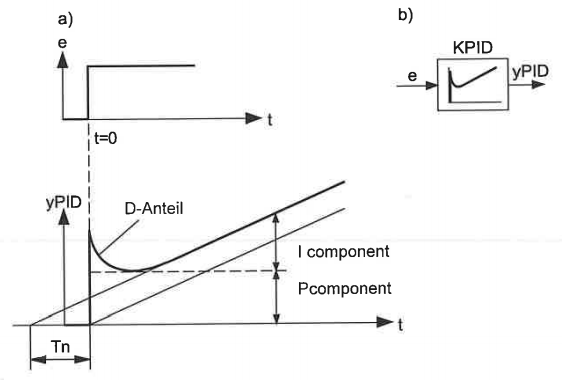 a)
e
t
t=0
b)
KPID
e
yPID
yPID
D-Anteil
I component
Pcomponent
t
Tn